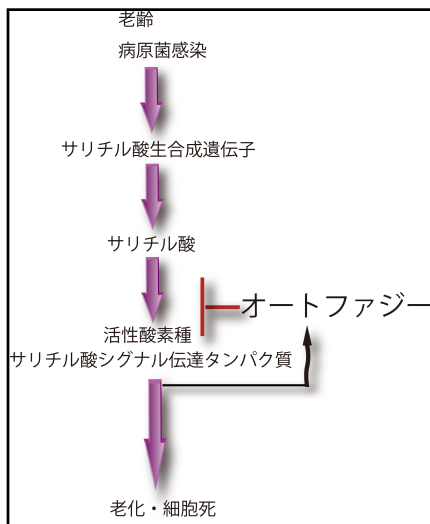 老齢
病原菌感染
サリチル酸生合成遺伝子
サリチル酸
オートファジー
活性酸素種
サリチル酸シグナル伝達タンパク質
老化・細胞死